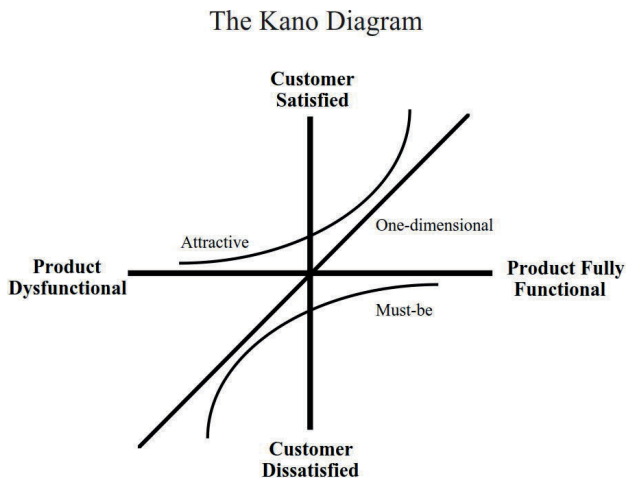 The Kano Diagram
Customer
Satisfied
Attractive
One-dimensional
Product
Dysfunctional
Product Fully
Functional
Must-be
Customer
Dissatisfied